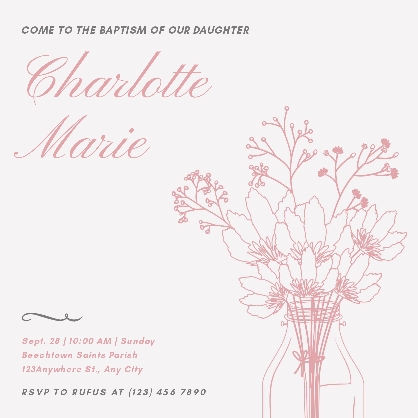 COME TO THE BAPTISM OF OUR DAUGHTER
Charlotte
Marie
Sept. 28 | 10:00 AM | Sunday
Beechtown Saints Parish
123Anywhere St., Any City
RSVP TO RUFUS AT (123) 456 7890